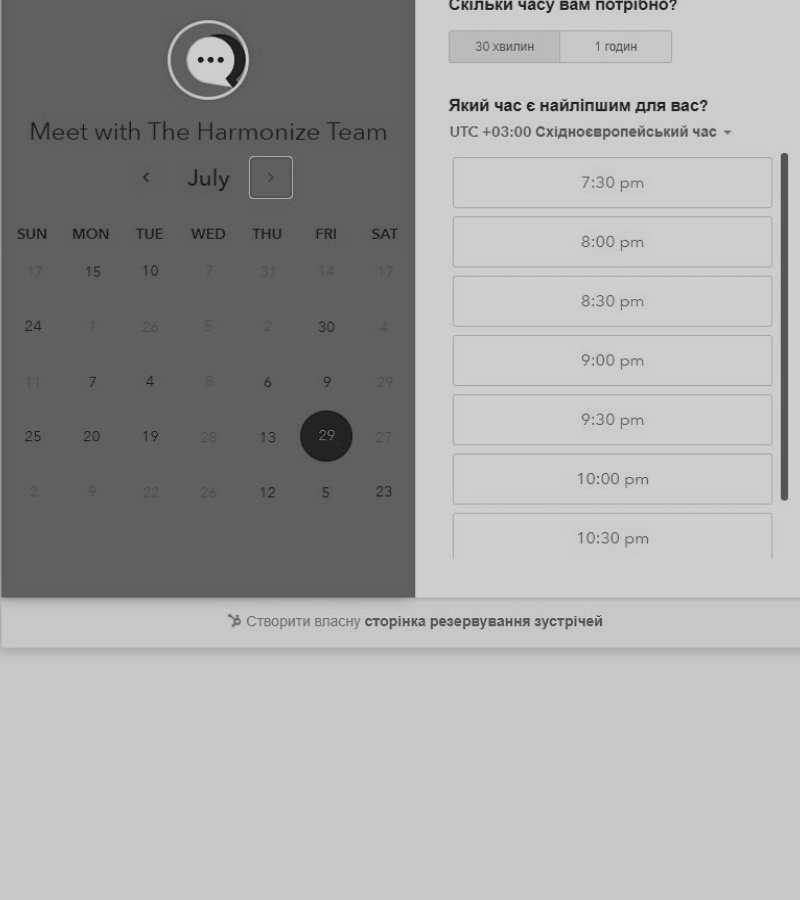 Скільки часу вам потрібно?
30 хвилин 1 годин
Який час є найліпшим для вас?
UTC +03:00 Східноєвропейський час
7:30 pm
8:00 pm
8:30 pm
9:00 pm
9:30 pm
10:00 pm
10:30 pm
Meet with The Harmonize Team
July
SUN MON TUE WED THU FRI SAT
17 15 10 7 31 14 17
24 1 26 5 2 30 4
11 7 4 8 6 9 29
25 20 19 28 13 29 27
2 9 22 26 12 5 23
Створити власну сторінка резервування зустрічей